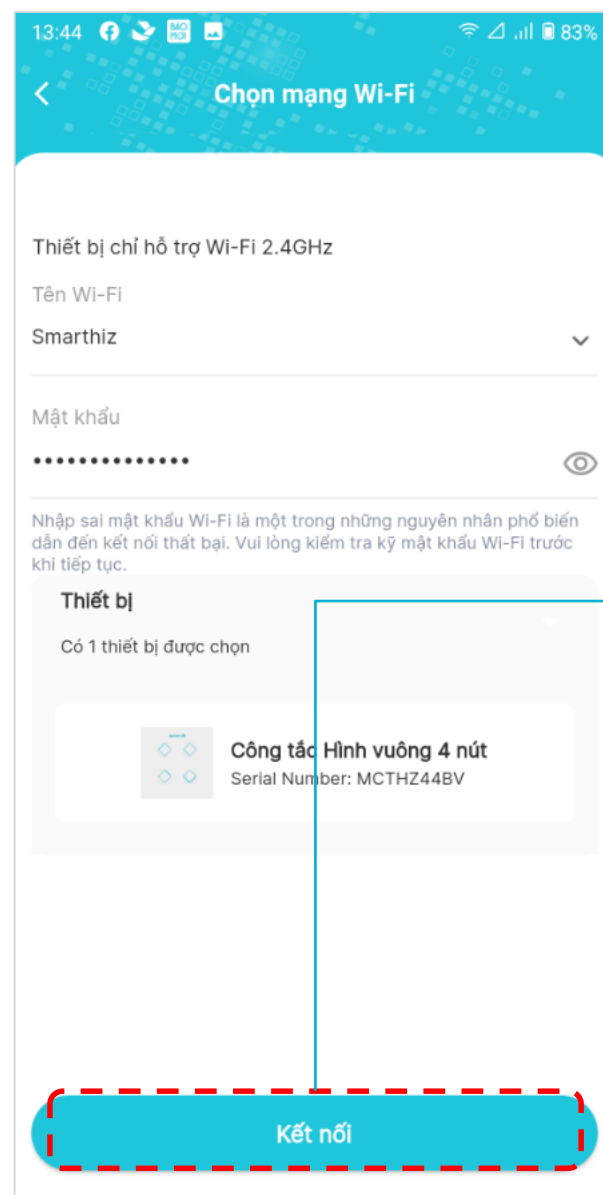 13:44 BÁO MỚI 83%
Chọn mạng Wi-Fi
Thiết bị chỉ hỗ trợ Wi-Fi 2.4GHz
Tên Wi-Fi
Smarthiz
Mật khẩu
••••••••••••••
Nhập sai mật khẩu Wi-Fi là một trong những nguyên nhân phổ biến
dẫn đến kết nối thất bại. Vui lòng kiểm tra kỹ mật khẩu Wi-Fi trước
khi tiếp tục.
Thiết bị
Có 1 thiết bị được chọn
Công tắc Hình vuông 4 nút
Serial Number: MCTHZ44BV
Kết nối